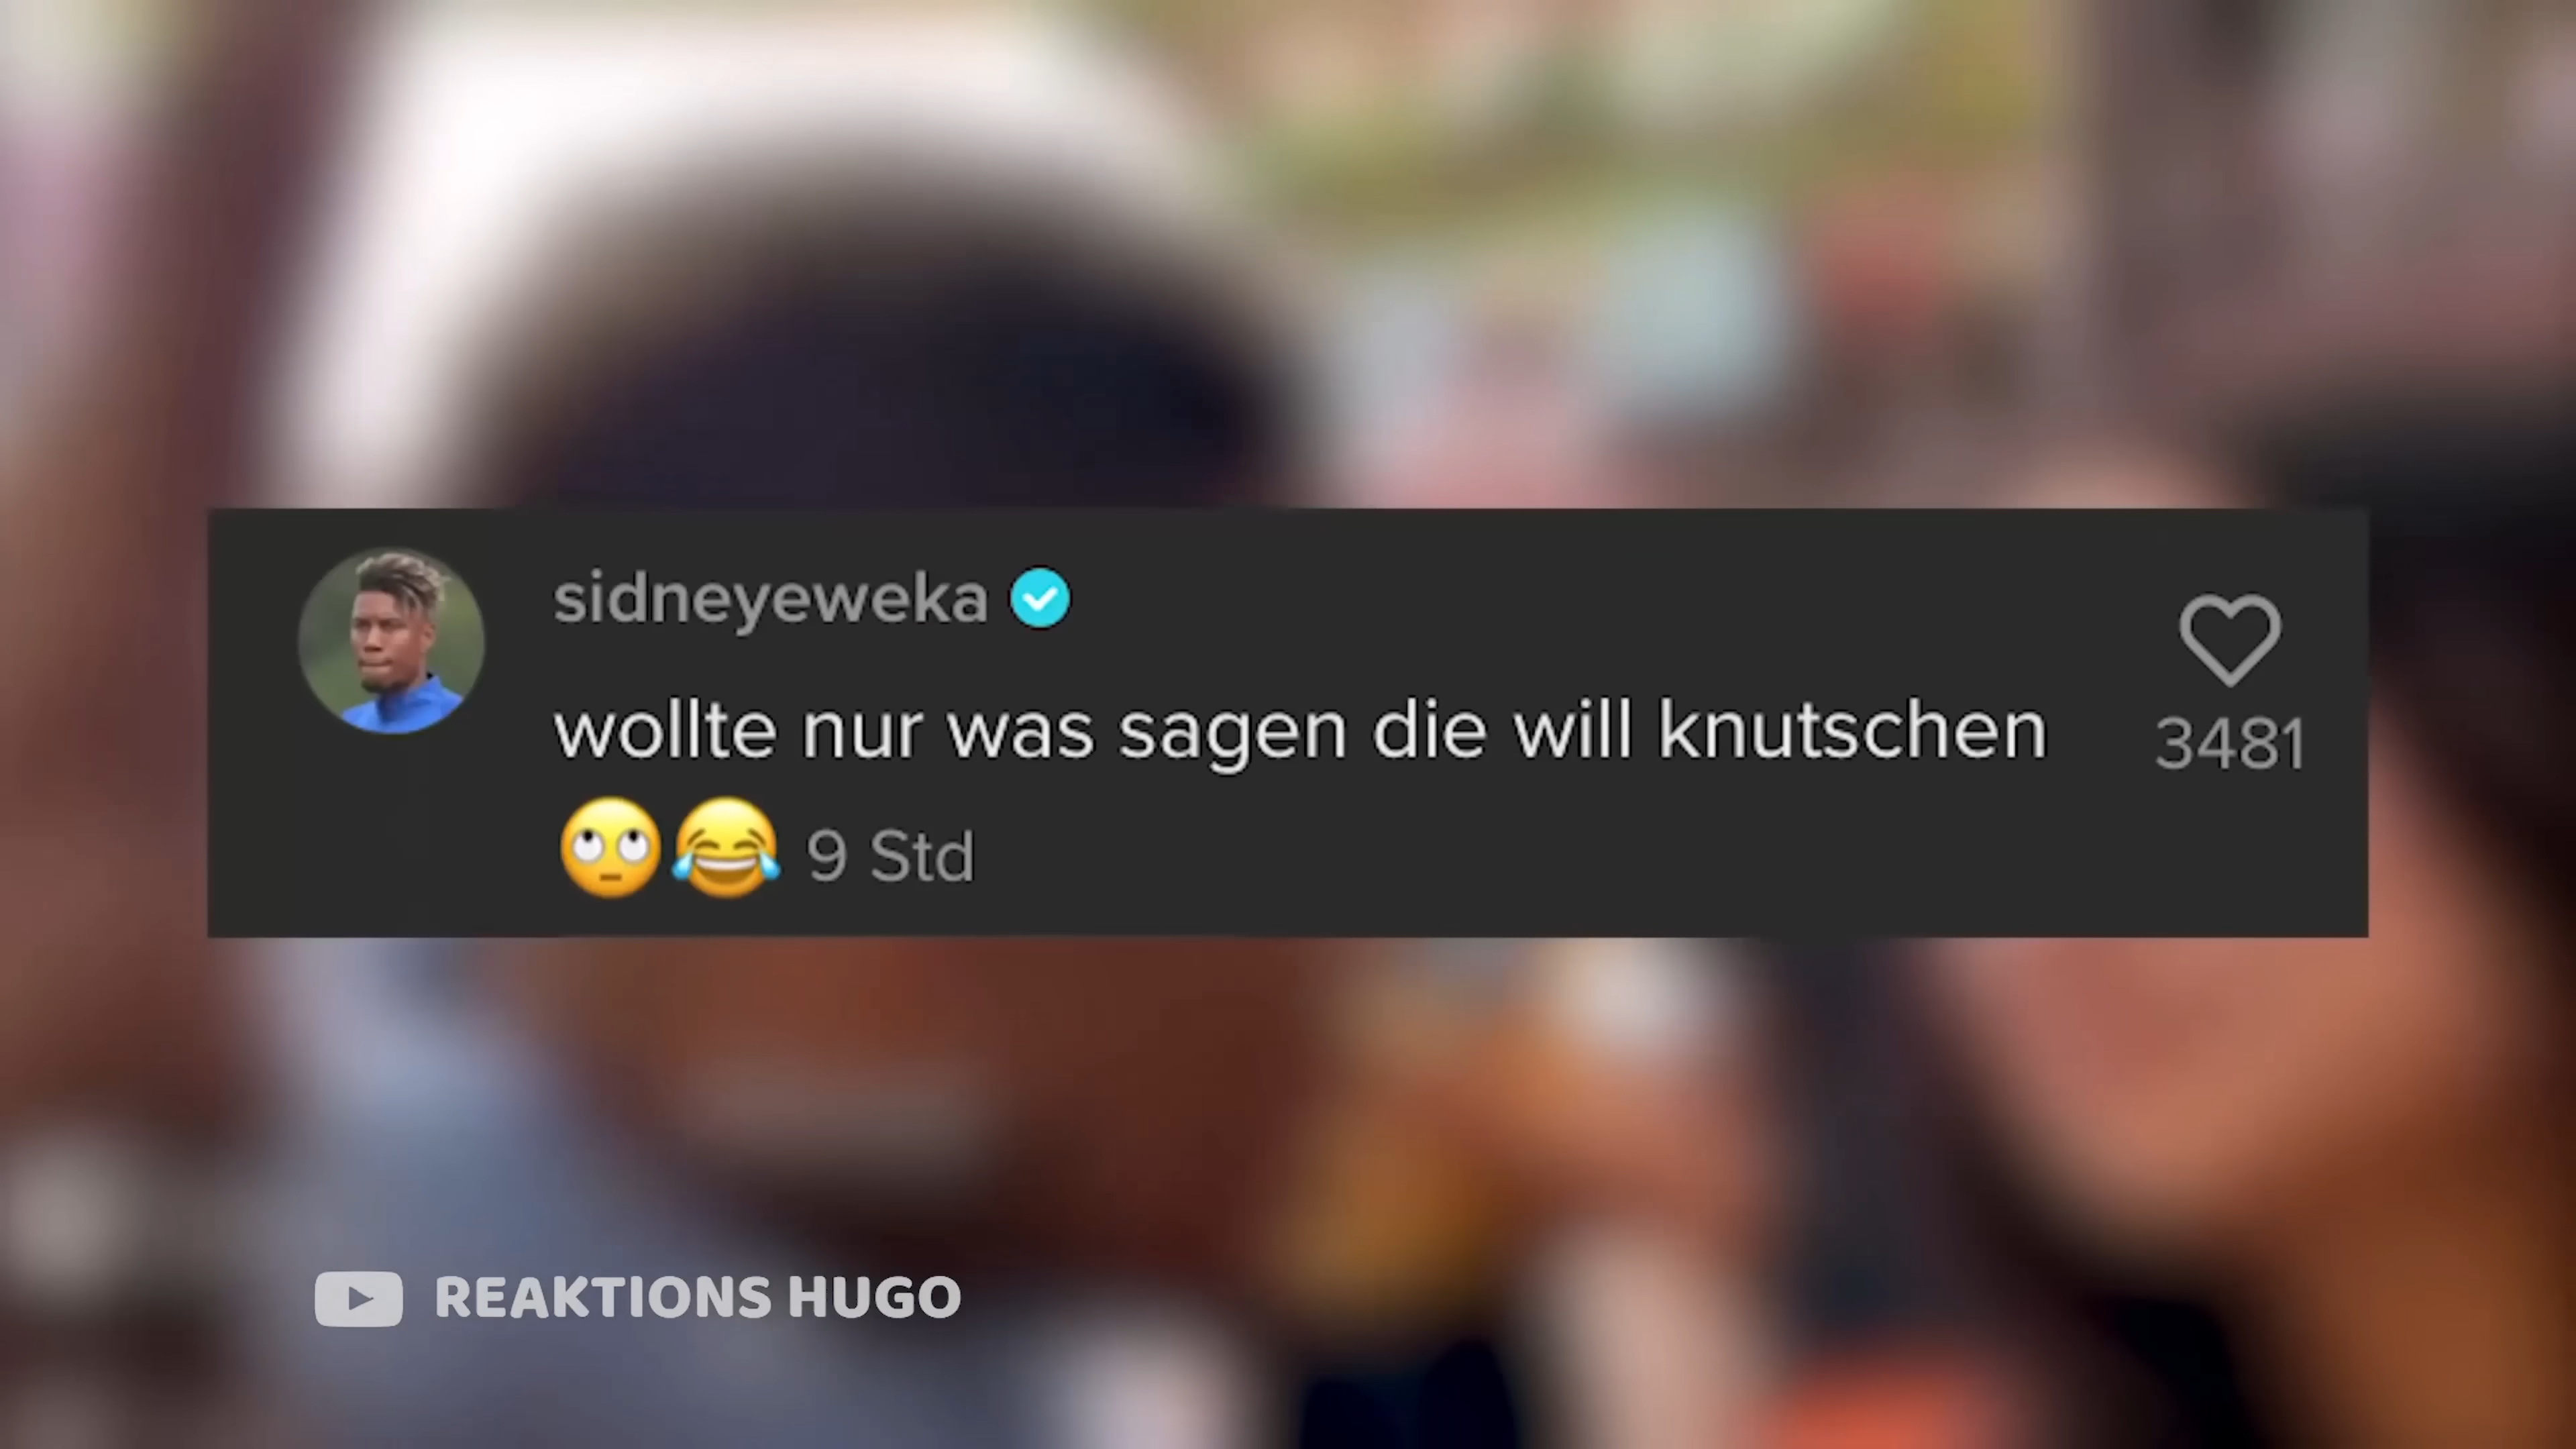 sidneyeweka
wollte nur was sagen die will knutschen
🙄😂 9 Std
3481
REAKTIONS HUGO